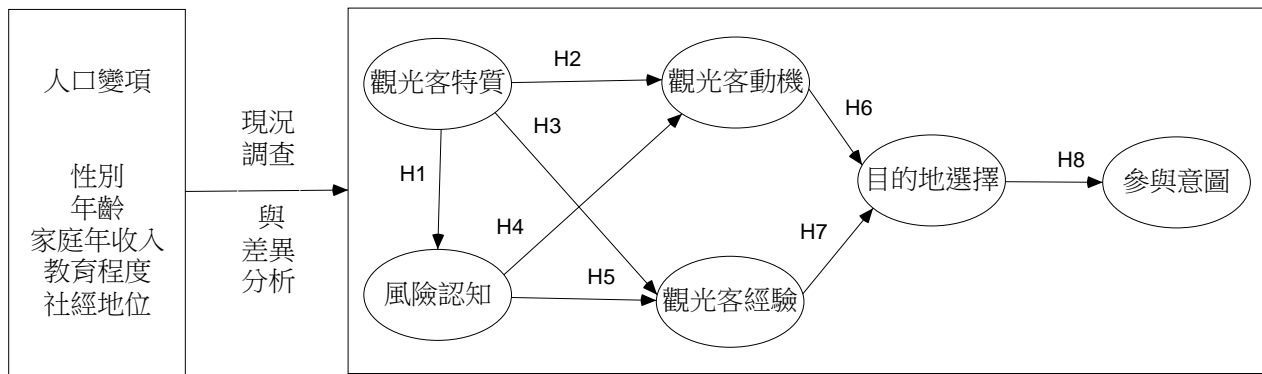 人口變項
性別
年齡
家庭年收入
教育程度
社經地位
現況
調查
與
差異
分析
觀光客特質
H2
觀光客動機
H3
H6
H1
目的地選擇
H8
參與意圖
H4
H7
風險認知
H5
觀光客經驗